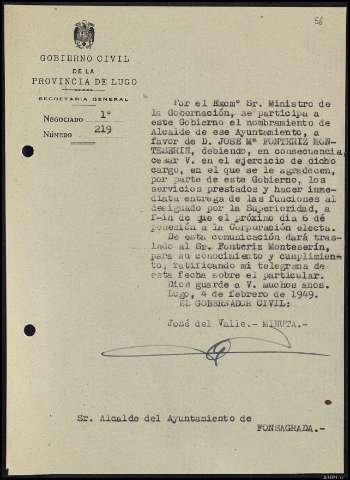 56
GOBIERNO CIVIL
DE LA
PROVINCIA DE LUGO
SECRETARIA GENERAL
NEGOCIADO 1º
NÚMERO 219
Por el Excmº Sr. Ministro de
la Gobernación, se participa a
este Gobierno el nombramiento de
Alcalde de ese Ayuntamiento, a
favor de D. JOSE Mª FONTERIZ MON-
TESERIN, debiendo, en consecuencia,
cesar V. en el ejercicio de dicho
cargo, en el que se le agradecen,
por parte de este Gobierno, los
servicios prestados y hacer inme-
diata entrega de las funciones al
designado por la Superioridad, a
fin de que el próximo dia 6 dé
posesión a la Corporación electa.
De esta comunicación dará tras-
lado al Sr. Fonteriz Monteserin,
para su conocimiento y cumplimien-
to, ratificando mi telegrama de
esta fecha sobre el particular.
Dios guarde a V. muchos años.
Lugo, 4 de febrero de 1949.
EL GOBERNADOR CIVIL:
José del Valle.- MINUTA.-
Sr. Alcalde del Ayuntamiento de
FONSAGRADA.-